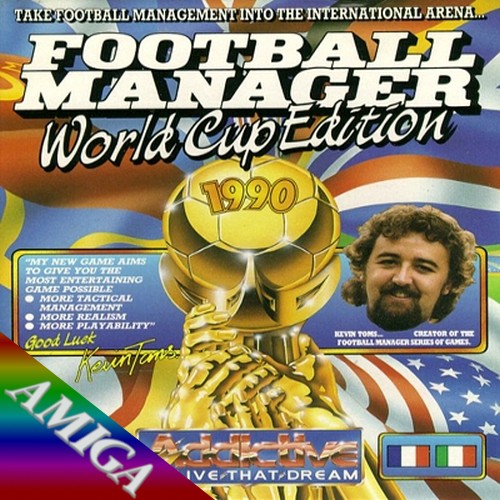 TAKE FOOTBALL MANAGEMENT INTO THE INTERNATIONAL ARENA...
FOOTBALL
MANAGER
World Cup Edition
1990
"MY NEW GAME AIMS
TO GIVE YOU THE
MOST ENTERTAINING
GAME POSSIBLE
● MORE TACTICAL
MANAGEMENT
● MORE REALISM
● MORE PLAYABILITY"
Good Luck
Kevin Toms
KEVIN TOMS... CREATOR OF THE
FOOTBALL MANAGER SERIES OF GAMES.
AMIGA
Addictive
LIVE THAT DREAM